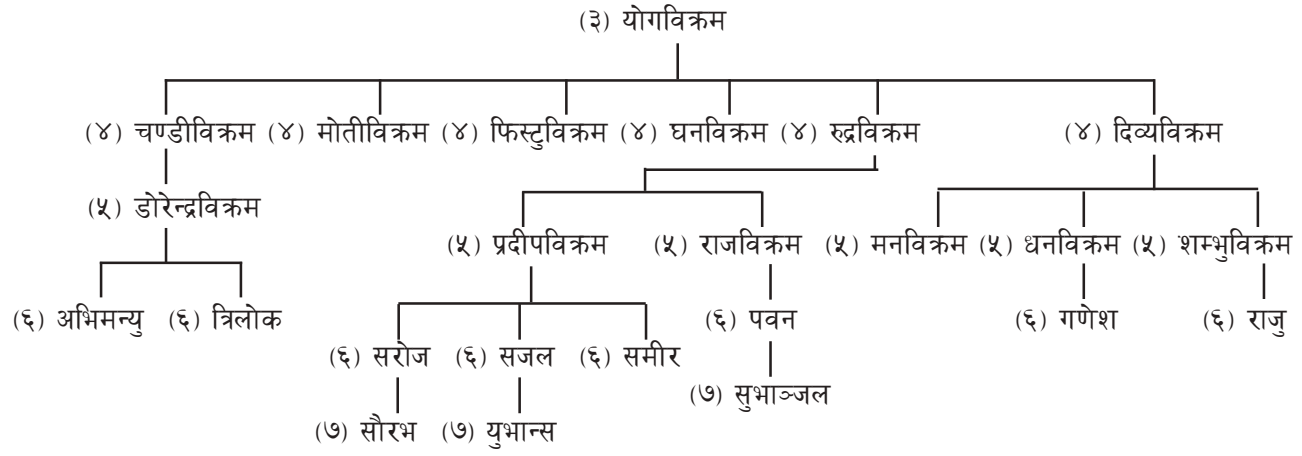 (३) योगविक्रम
(४) चण्डीविक्रम (४) मोतीविक्रम (४) फिस्टुविक्रम (४) घनविक्रम (४) रुद्रविक्रम (४) दिव्यविक्रम
(५) डोरेन्द्रविक्रम
(५) प्रदीपविक्रम (५) राजविक्रम (५) मनविक्रम (५) धनविक्रम (५) शम्भुविक्रम
(६) अभिमन्यु (६) त्रिलोक (६) पवन (६) गणेश (६) राजु
(६) सरोज (६) सजल (६) समीर
(७) सुभाञ्जल
(७) सौरभ (७) युभान्स